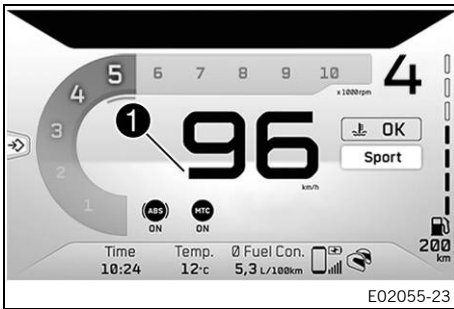 5 6 7 8 9 10
x1000rpm
4
4
3
2
1
1
96
km/h
OK
Sport
ABS MTC
ON ON
200
km
Time Temp. Ø Fuel Con.
10:24 12°C 5,3 L/100km
E02055-23